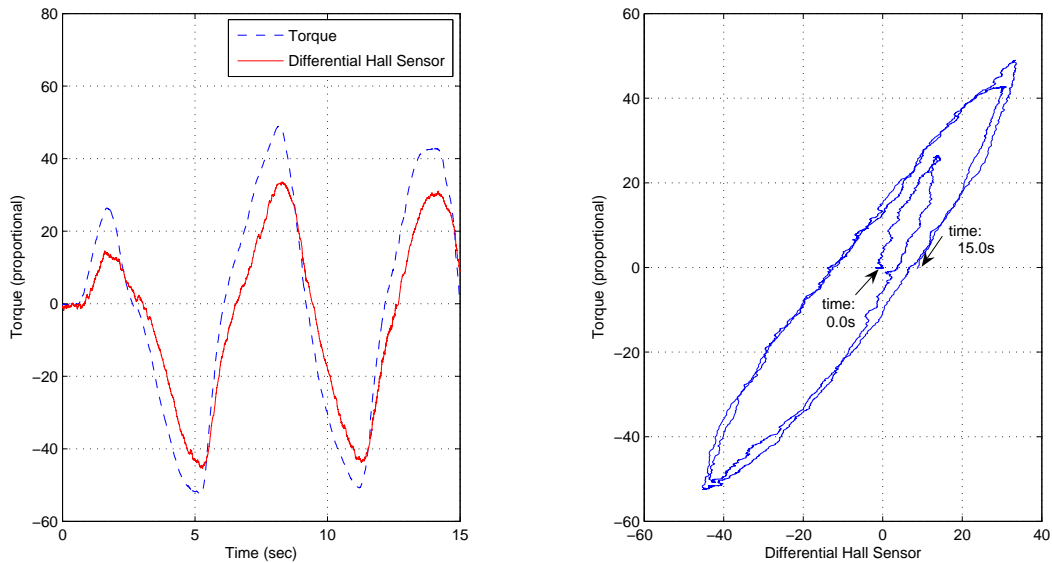 80
60
40
20
0
−20
−40
−60
0
5
10
15
Time (sec)
Torque (proportional)
Torque
Differential Hall Sensor
60
40
20
0
−20
−40
−60
−60
−40
−20
0
20
40
Differential Hall Sensor
Torque (proportional)
time:
15.0s
time:
0.0s